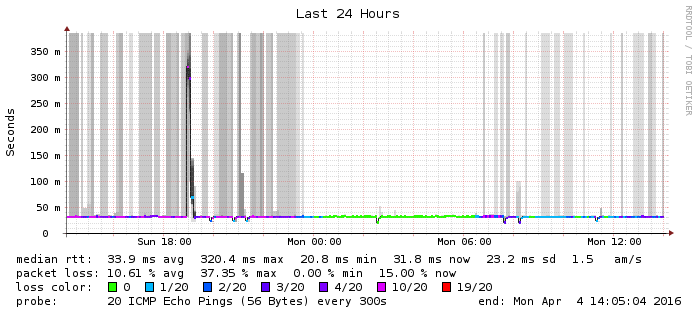 Last 24 Hours
RRDTOOL / TOBI OETIKER
Seconds
350 m
300 m
250 m
200 m
150 m
100 m
50 m
0
Sun 18:00 Mon 00:00 Mon 06:00 Mon 12:00
median rtt: 33.9 ms avg 320.4 ms max 20.8 ms min 31.8 ms now 23.2 ms sd 1.5 am/s
packet loss: 10.61 % avg 37.35 % max 0.00 % min 15.00 % now
loss color: 0 1/20 2/20 3/20 4/20 10/20 19/20
probe: 20 ICMP Echo Pings (56 Bytes) every 300s end: Mon Apr 4 14:05:04 2016